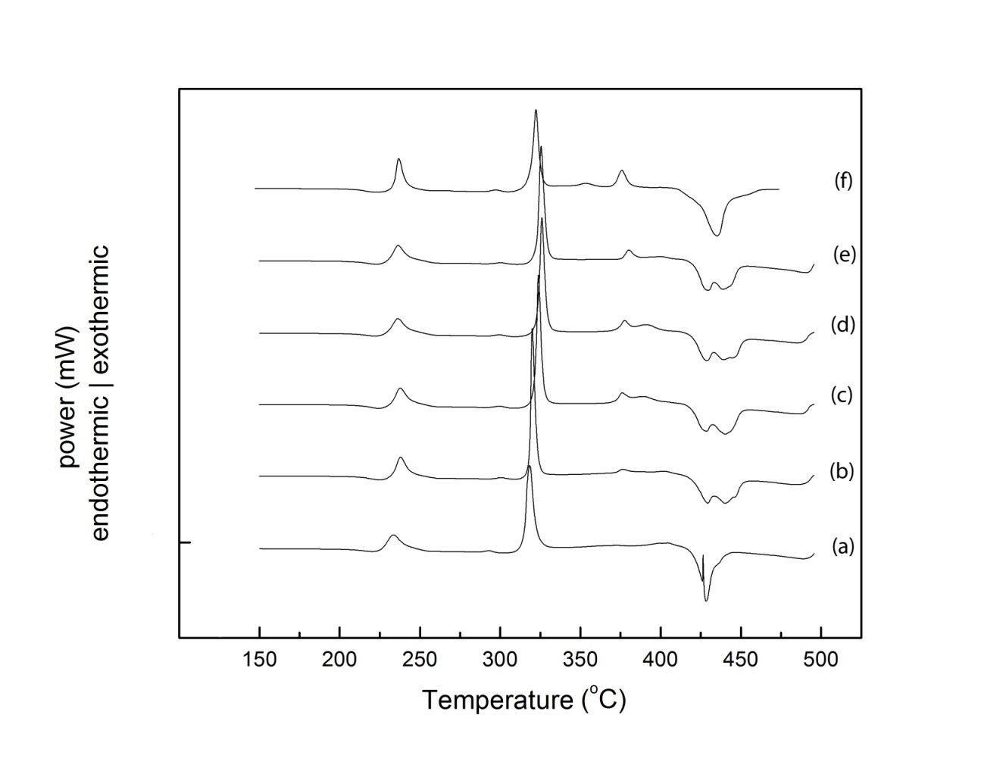 (f)
(e)
(d)
(c)
(b)
(a)
power (mW)
endothermic | exothermic
150 200 250 300 350 400 450 500
Temperature (°C)